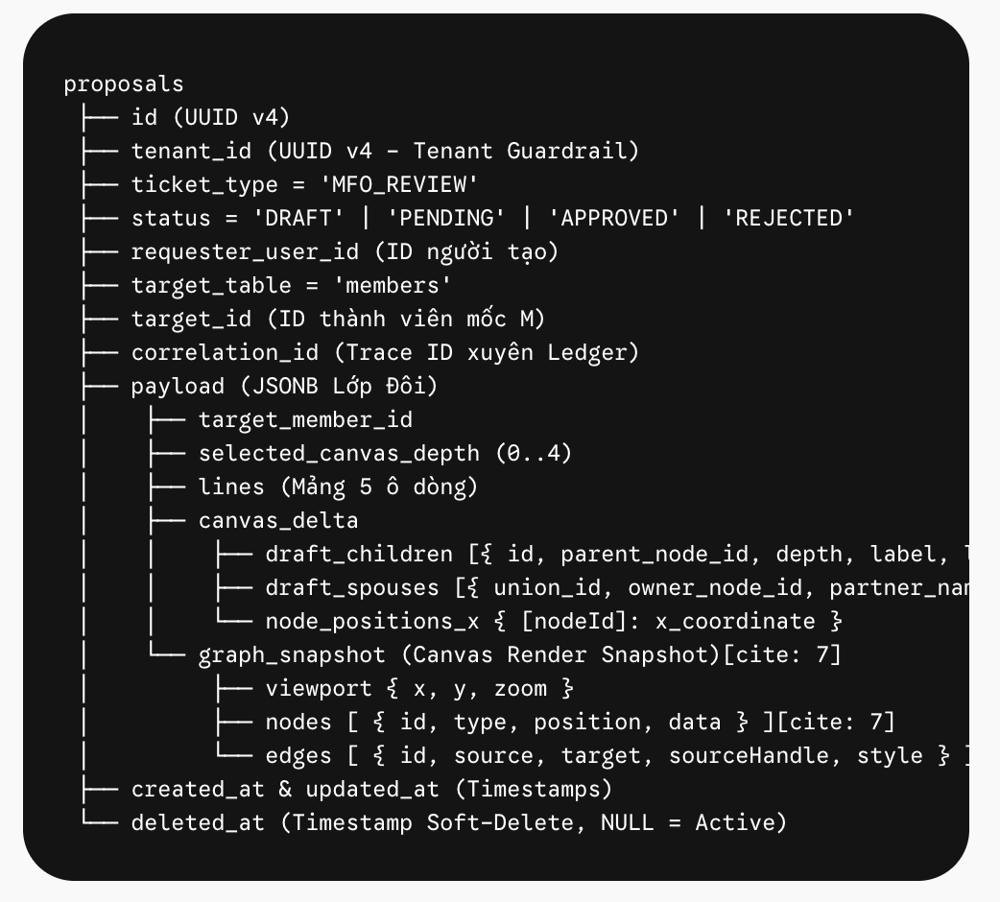 proposals
├── id (UUID v4)
├── tenant_id (UUID v4 – Tenant Guardrail)
├── ticket_type = 'MFO_REVIEW'
├── status = 'DRAFT' | 'PENDING' | 'APPROVED' | 'REJECTED'
├── requester_user_id (ID người tạo)
├── target_table = 'members'
├── target_id (ID thành viên mốc M)
├── correlation_id (Trace ID xuyên Ledger)
├── payload (JSONB Lớp Đôi)
│    ├── target_member_id
│    ├── selected_canvas_depth (0..4)
│    ├── lines (Mảng 5 ô dòng)
│    ├── canvas_delta
│    │    ├── draft_children [{ id, parent_node_id, depth, label,
│    │    ├── draft_spouses [{ union_id, owner_node_id,
│    │    └── node_positions_x { [nodeId]: x_coordinate }
│    └── graph_snapshot (Canvas Render Snapshot)[cite: 7]
│         ├── viewport { x, y, zoom }
│         ├── nodes [ { id, type, position, data } ][cite: 7]
│         └── edges [ { id, source, target, sourceHandle, style } ]
├── created_at & updated_at (Timestamps)
└── deleted_at (Timestamp Soft-Delete, NULL = Active)